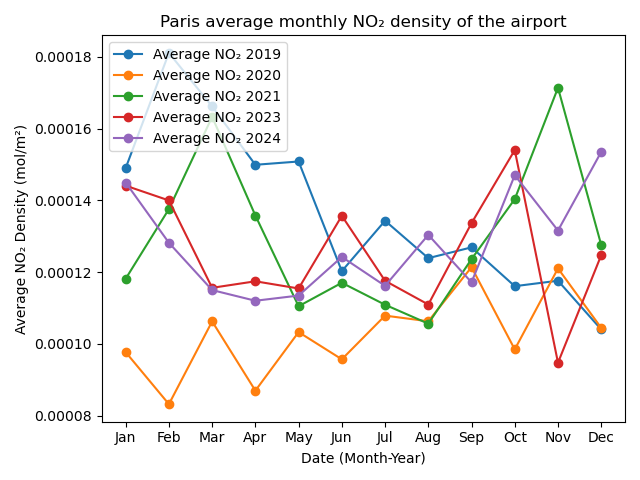 Paris average monthly NO₂ density of the airport
Average NO₂ Density (mol/m²)
0.00018
0.00016
0.00014
0.00012
0.00010
0.00008
Average NO₂ 2019
Average NO₂ 2020
Average NO₂ 2021
Average NO₂ 2023
Average NO₂ 2024
Jan Feb Mar Apr May Jun Jul Aug Sep Oct Nov Dec
Date (Month-Year)